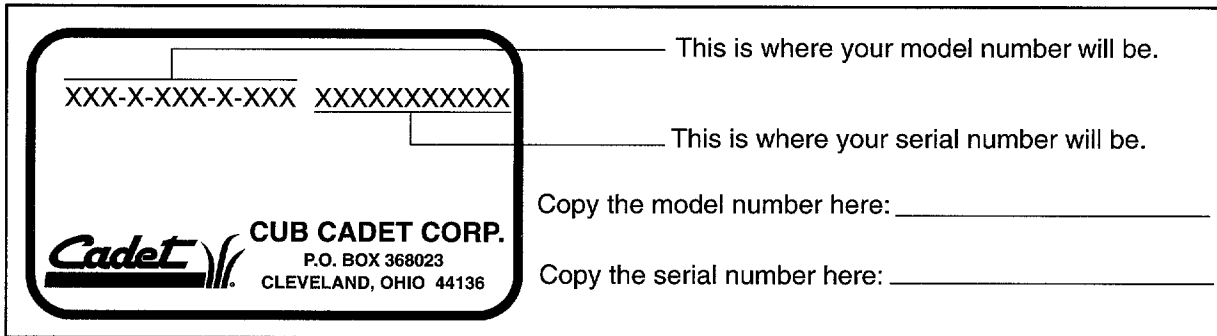 This is where your model number will be.
XXX-X-XXX-X-XXX XXXXXXXXXXX
This is where your serial number will be.
Copy the model number here:
Cadet
CUB CADET CORP.
P.O. BOX 368023
CLEVELAND, OHIO 44136
Copy the serial number here: